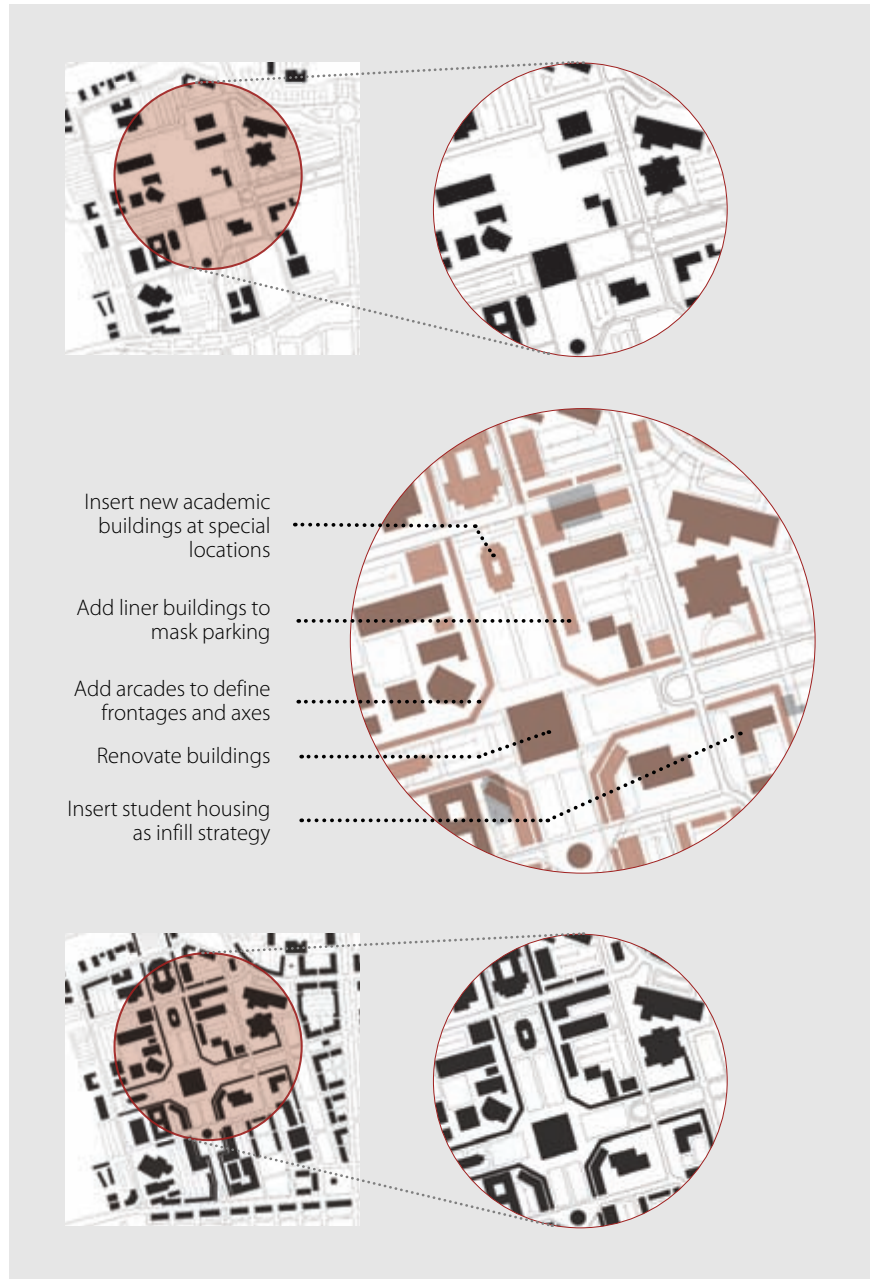 Insert new academic
buildings at special
locations
Add liner buildings to
mask parking
Add arcades to define
frontages and axes
Renovate buildings
Insert student housing
as infill strategy